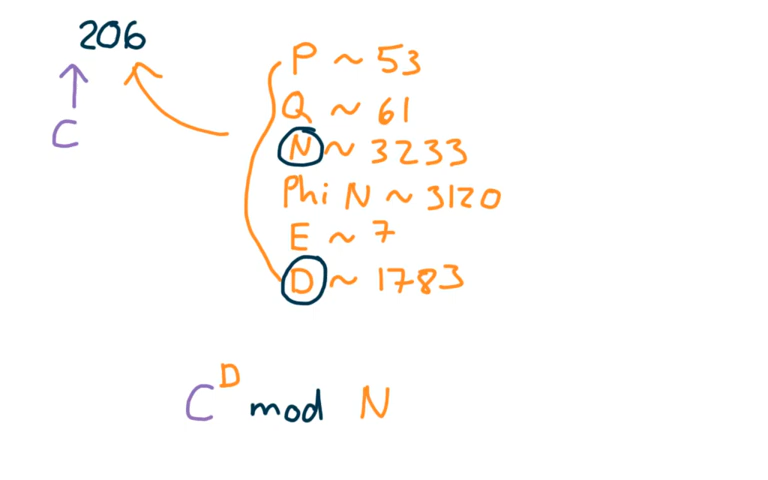 206
C
P ~ 53
Q ~ 61
N ~ 3233
Phi N ~ 3120
E ~ 7
D ~ 1783
C^D mod N